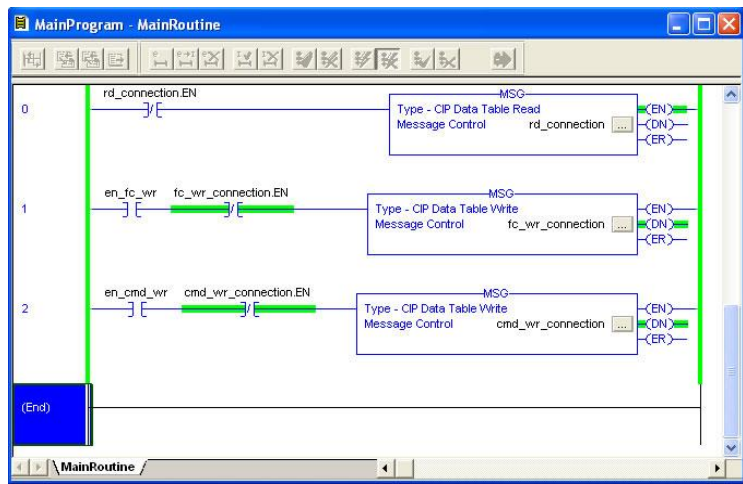 MainProgram - MainRoutine
rd_connection.EN
MSG
0
Type - CIP Data Table Read
Message Control rd_connection ...
(EN)
(DN)
(ER)
en_fc_wr fc_wr_connection.EN
MSG
1
Type - CIP Data Table Write
Message Control fc_wr_connection ...
(EN)
(DN)
(ER)
en_cmd_wr cmd_wr_connection.EN
MSG
2
Type - CIP Data Table Write
Message Control cmd_wr_connection ...
(EN)
(DN)
(ER)
(End)
MainRoutine